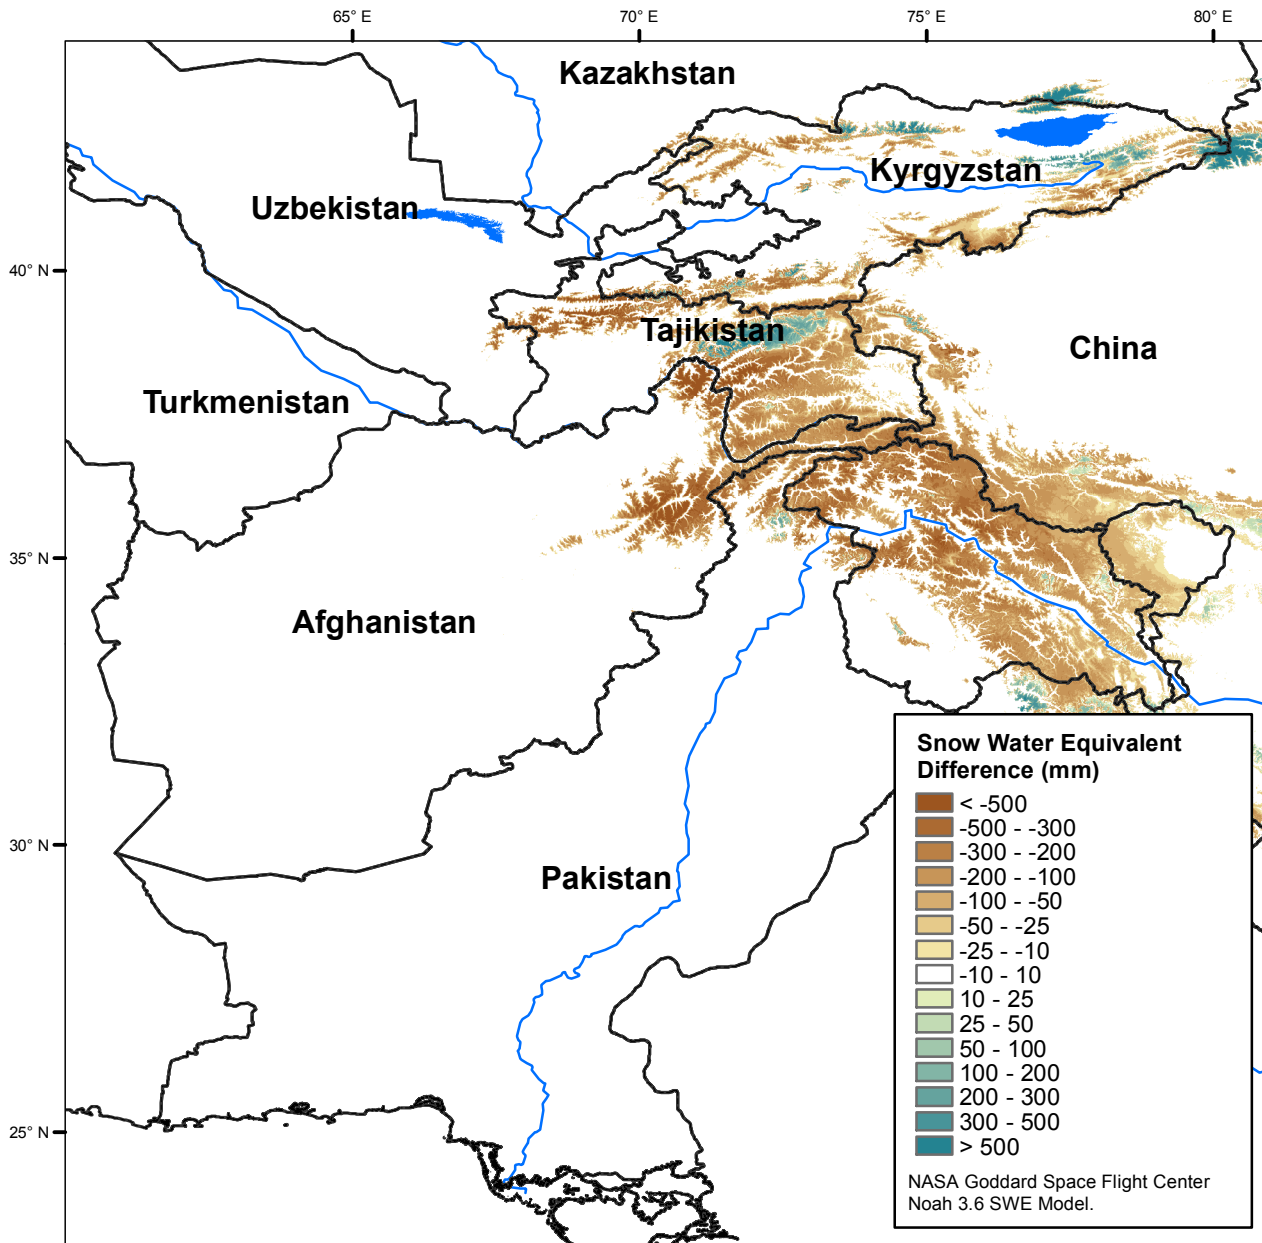 65° E
70° E
75° E
80° E
Kazakhstan
Kyrgyzstan
Uzbekistan
40° N
Tajikistan
China
Turkmenistan
35° N
Afghanistan
30° N
Pakistan
25° N
Snow Water Equivalent
Difference (mm)
< -500
-500 - -300
-300 - -200
-200 - -100
-100 - -50
-50 - -25
-25 - -10
-10 - 10
10 - 25
25 - 50
50 - 100
100 - 200
200 - 300
300 - 500
> 500
NASA Goddard Space Flight Center
Noah 3.6 SWE Model.